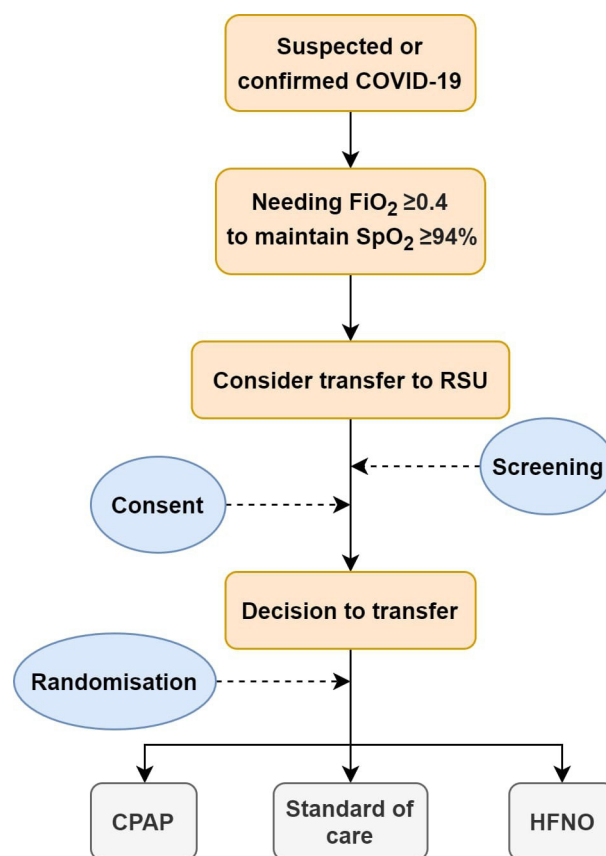 Suspected or
confirmed COVID-19
Needing FiO₂ ≥0.4
to maintain SpO₂ ≥94%
Consider transfer to RSU
Screening
Consent
Decision to transfer
Randomisation
CPAP
Standard of
care
HFNO